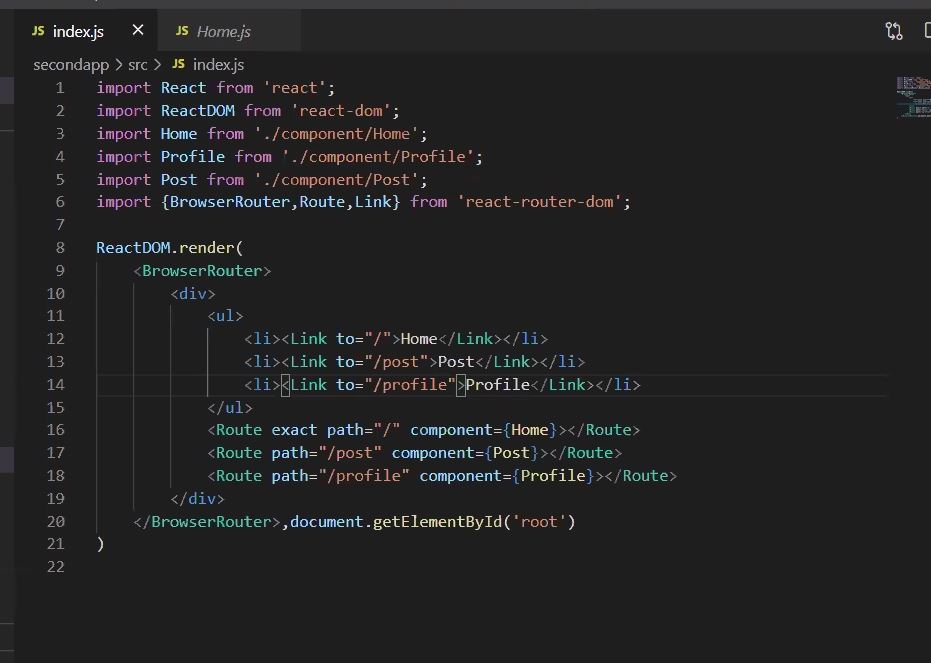 JS index.js × JS Home.js
secondapp > src > JS index.js
1 import React from 'react';
2 import ReactDOM from 'react-dom';
3 import Home from './component/Home';
4 import Profile from './component/Profile';
5 import Post from './component/Post';
6 import {BrowserRouter,Route,Link} from 'react-router-dom';
7
8 ReactDOM.render(
9 <BrowserRouter>
10 <div>
11 <ul>
12 <li><Link to="/">Home</Link></li>
13 <li><Link to="/post">Post</Link></li>
14 <li><Link to="/profile">Profile</Link></li>
15 </ul>
16 <Route exact path="/" component={Home}></Route>
17 <Route path="/post" component={Post}></Route>
18 <Route path="/profile" component={Profile}></Route>
19 </div>
20 </BrowserRouter>,document.getElementById('root')
21 )
22